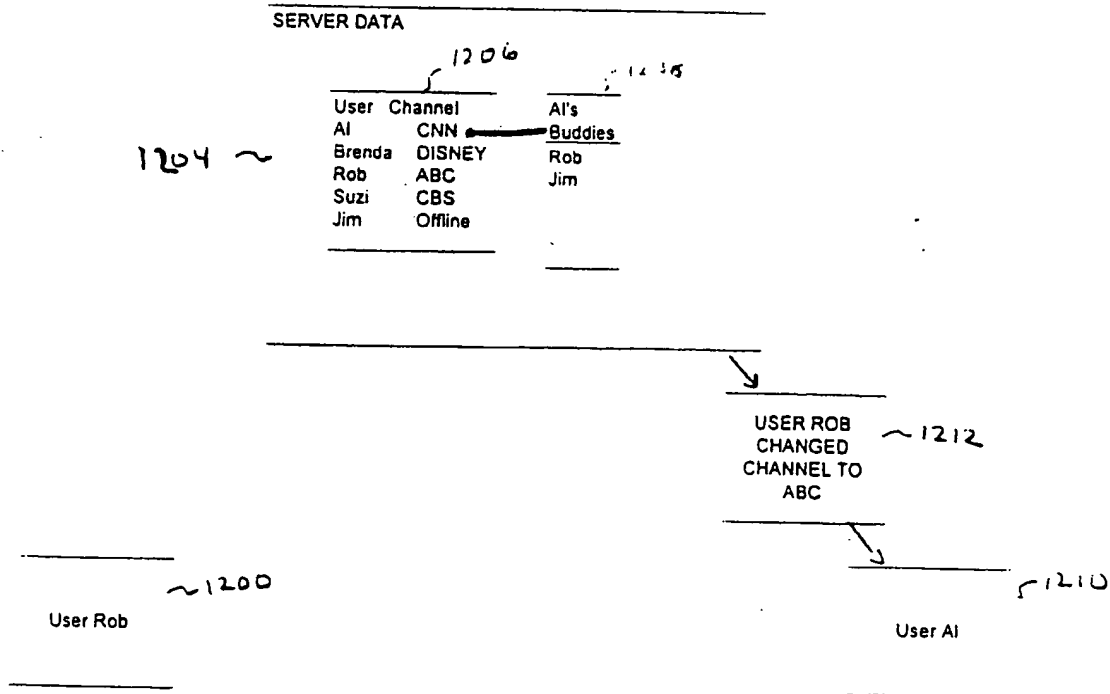 SERVER DATA
1206
User Channel
Al CNN
Brenda DISNEY
Rob ABC
Suzi CBS
Jim Offline
Al's
Buddies
Rob
Jim
1204
USER ROB
CHANGED
CHANNEL TO
ABC
1212
1200
User Rob
1210
User Al